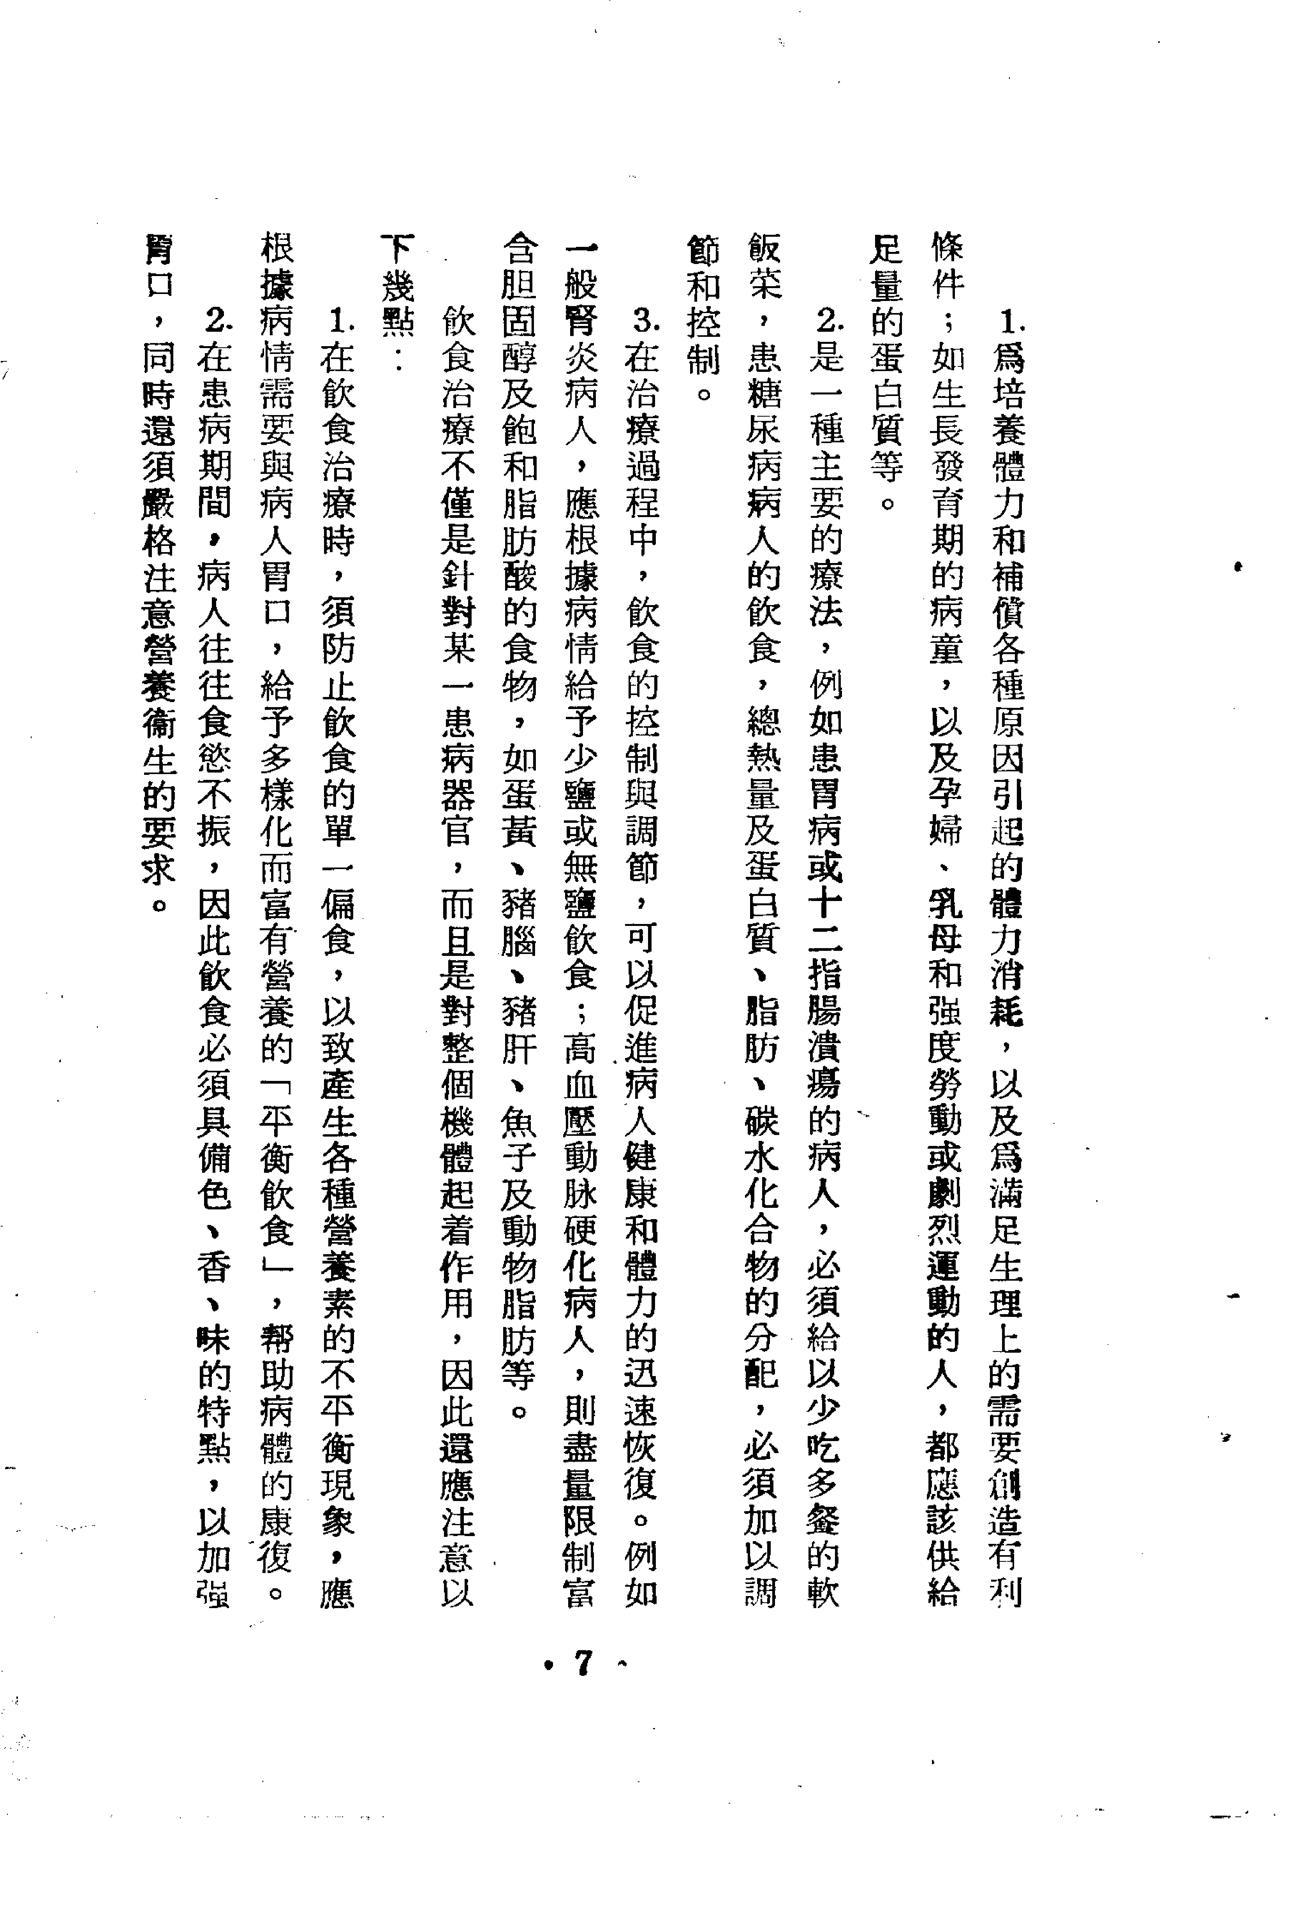 1.爲培養體力和補償各種原因引起的體力消耗，以及爲滿足生理上的需要創造有利
條件；如生長發育期的病童，以及孕婦、乳母和强度勞動或劇烈運動的人，都應該供給
足量的蛋白質等。
2.是一種主要的療法，例如患胃病或十二指腸潰瘍的病人，必須給以少吃多餐的軟
飯菜，患糖尿病病人的飲食，總熱量及蛋白質、脂肪、碳水化合物的分配，必須加以調
節和控制。
3.在治療過程中，飲食的控制與調節，可以促進病人健康和體力的迅速恢復。例如
一般腎炎病人，應根據病情給予少鹽或無鹽飲食；高血壓動脉硬化病人，則盡量限制富
含胆固醇及飽和脂肪酸的食物，如蛋黃、豬腦、豬肝、魚子及動物脂肪等。
飲食治療不僅是針對某一患病器官，而且是對整個機體起着作用，因此還應注意以
下幾點：
1.在飲食治療時，須防止飲食的單一偏食，以致產生各種營養素的不平衡現象，應
根據病情需要與病人胃口，給予多樣化而富有營養的「平衡飲食」，帮助病體的康復。
2.在患病期間，病人往往食慾不振，因此飲食必須具備色、香、味的特點，以加强
胃口，同時還須嚴格注意營養衞生的要求。
• 7 •